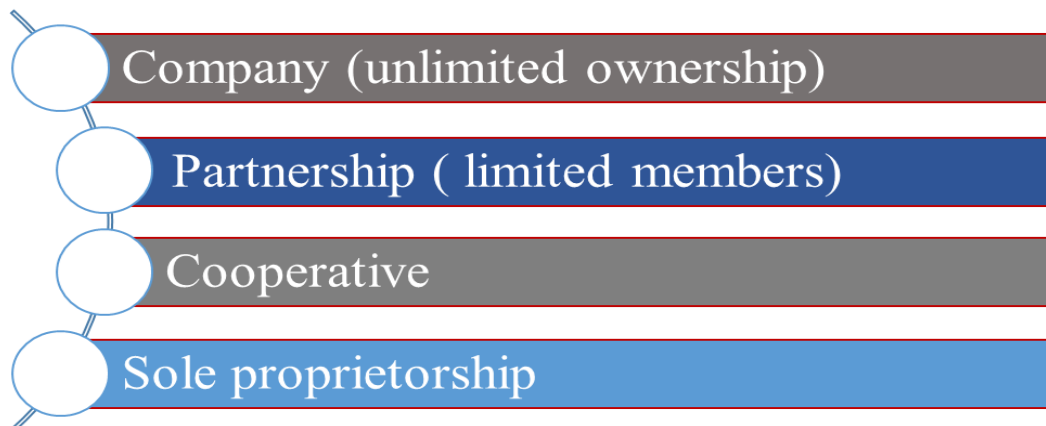 Company (unlimited ownership)
Partnership ( limited members)
Cooperative
Sole proprietorship